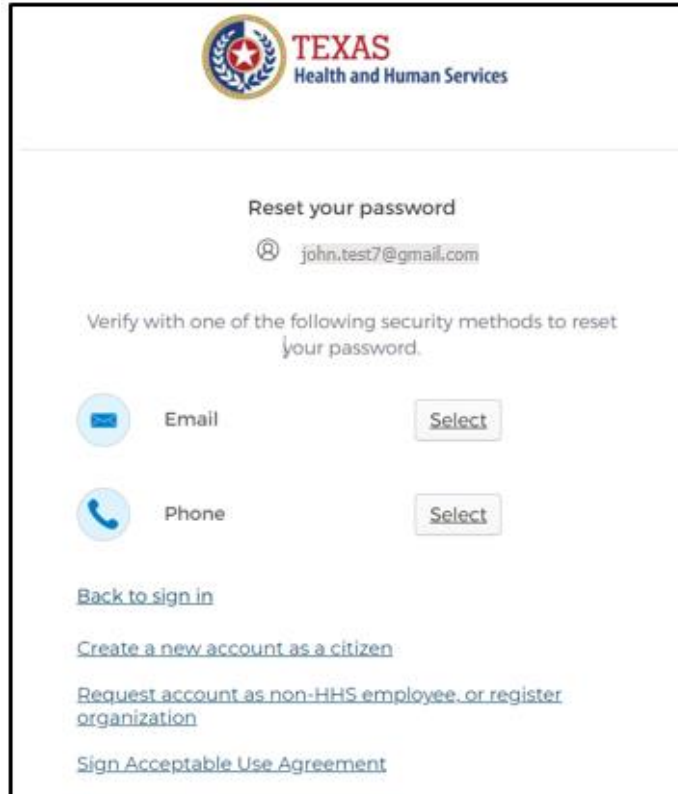 TEXAS
Health and Human Services
Reset your password
john.test7@gmail.com
Verify with one of the following security methods to reset
your password.
Email
Select
Phone
Select
Back to sign in
Create a new account as a citizen
Request account as non-HHS employee, or register
organization
Sign Acceptable Use Agreement